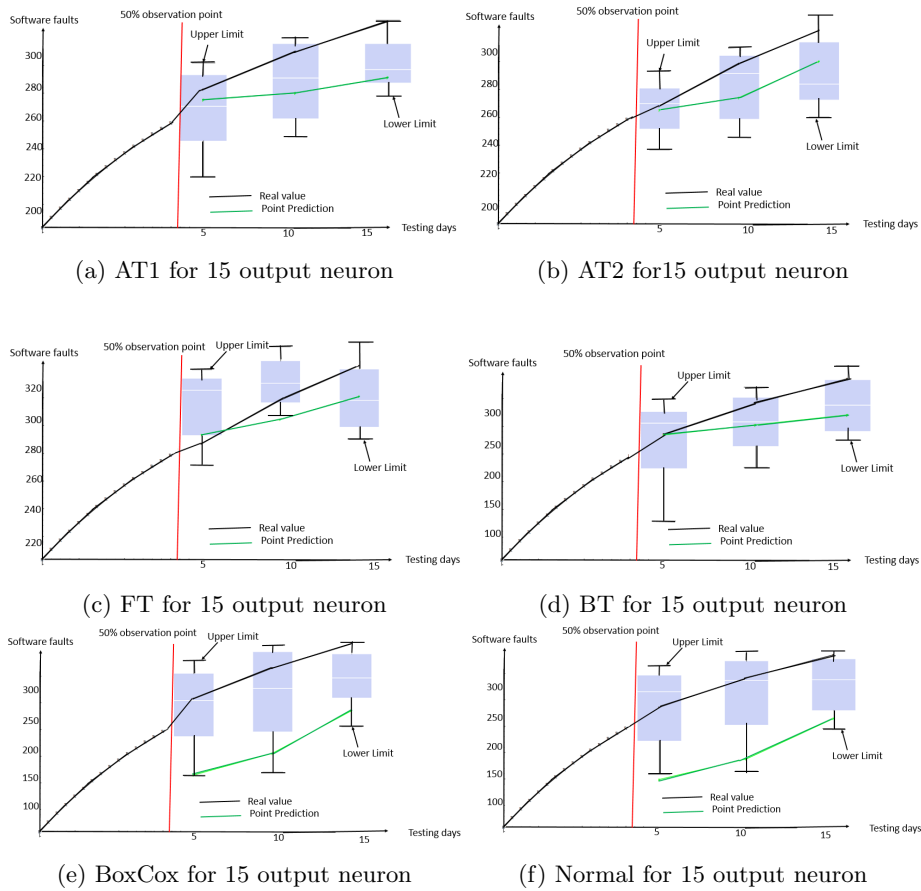 Software faults
50% observation point
Upper Limit
300
280
260
240
220
200
Lower Limit
Real value
Point Prediction
5
10
15
Testing days
(a) AT1 for 15 output neuron
Software faults
50% observation point
Upper Limit
300
280
260
240
220
200
Lower Limit
Real value
Point Prediction
5
10
15
Testing days
(b) AT2 for15 output neuron
Software faults
50% observation point
Upper Limit
320
300
280
260
240
220
Lower Limit
Real value
Point Prediction
5
10
15
Testing days
(c) FT for 15 output neuron
Software faults
50% observation point
Upper Limit
300
250
200
150
100
Lower Limit
Real value
Point Prediction
5
10
15
Testing days
(d) BT for 15 output neuron
Software faults
50% observation point
Upper Limit
300
250
200
150
100
Lower Limit
Real value
Point Prediction
5
10
15
Testing days
(e) BoxCox for 15 output neuron
Software faults
50% observation point
Upper Limit
300
250
200
150
100
Lower Limit
Real value
Point Prediction
5
10
15
Testing days
(f) Normal for 15 output neuron